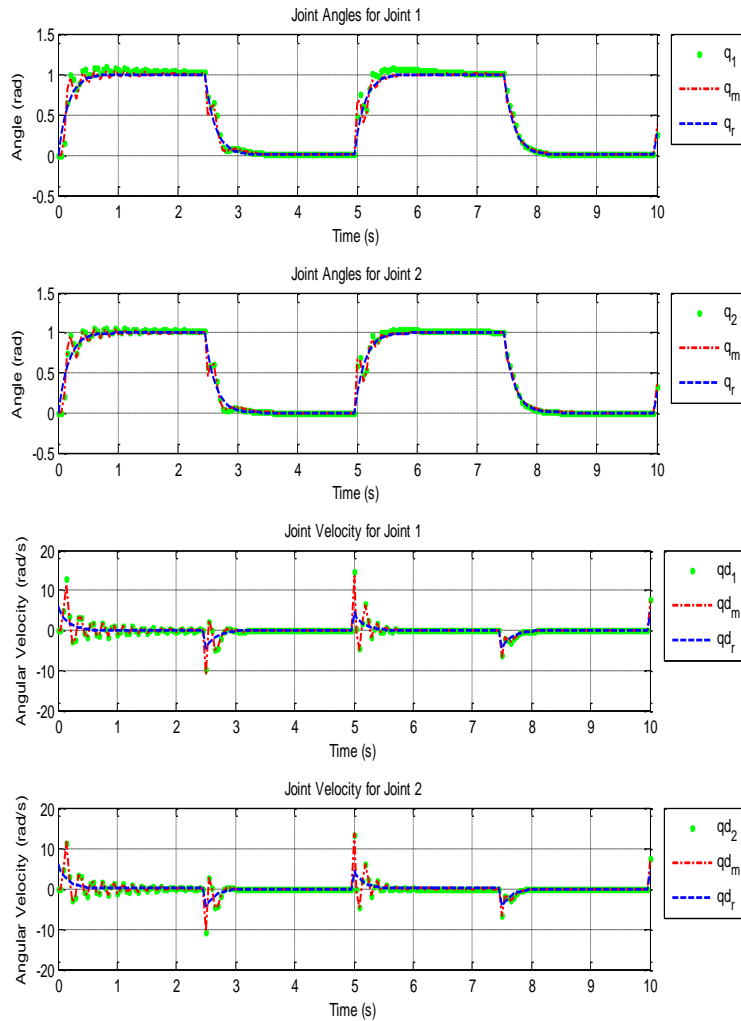 Joint Angles for Joint 1
Angle (rad)
1.5
1
0.5
0
-0.5
0 1 2 3 4 5 6 7 8 9 10
Time (s)
q1
qm
qr
Joint Angles for Joint 2
Angle (rad)
1.5
1
0.5
0
-0.5
0 1 2 3 4 5 6 7 8 9 10
Time (s)
q2
qm
qr
Joint Velocity for Joint 1
Angular Velocity (rad/s)
20
10
0
-10
-20
0 1 2 3 4 5 6 7 8 9 10
Time (s)
qd1
qdm
qdr
Joint Velocity for Joint 2
Angular Velocity (rad/s)
20
10
0
-10
-20
0 1 2 3 4 5 6 7 8 9 10
Time (s)
qd2
qdm
qdr